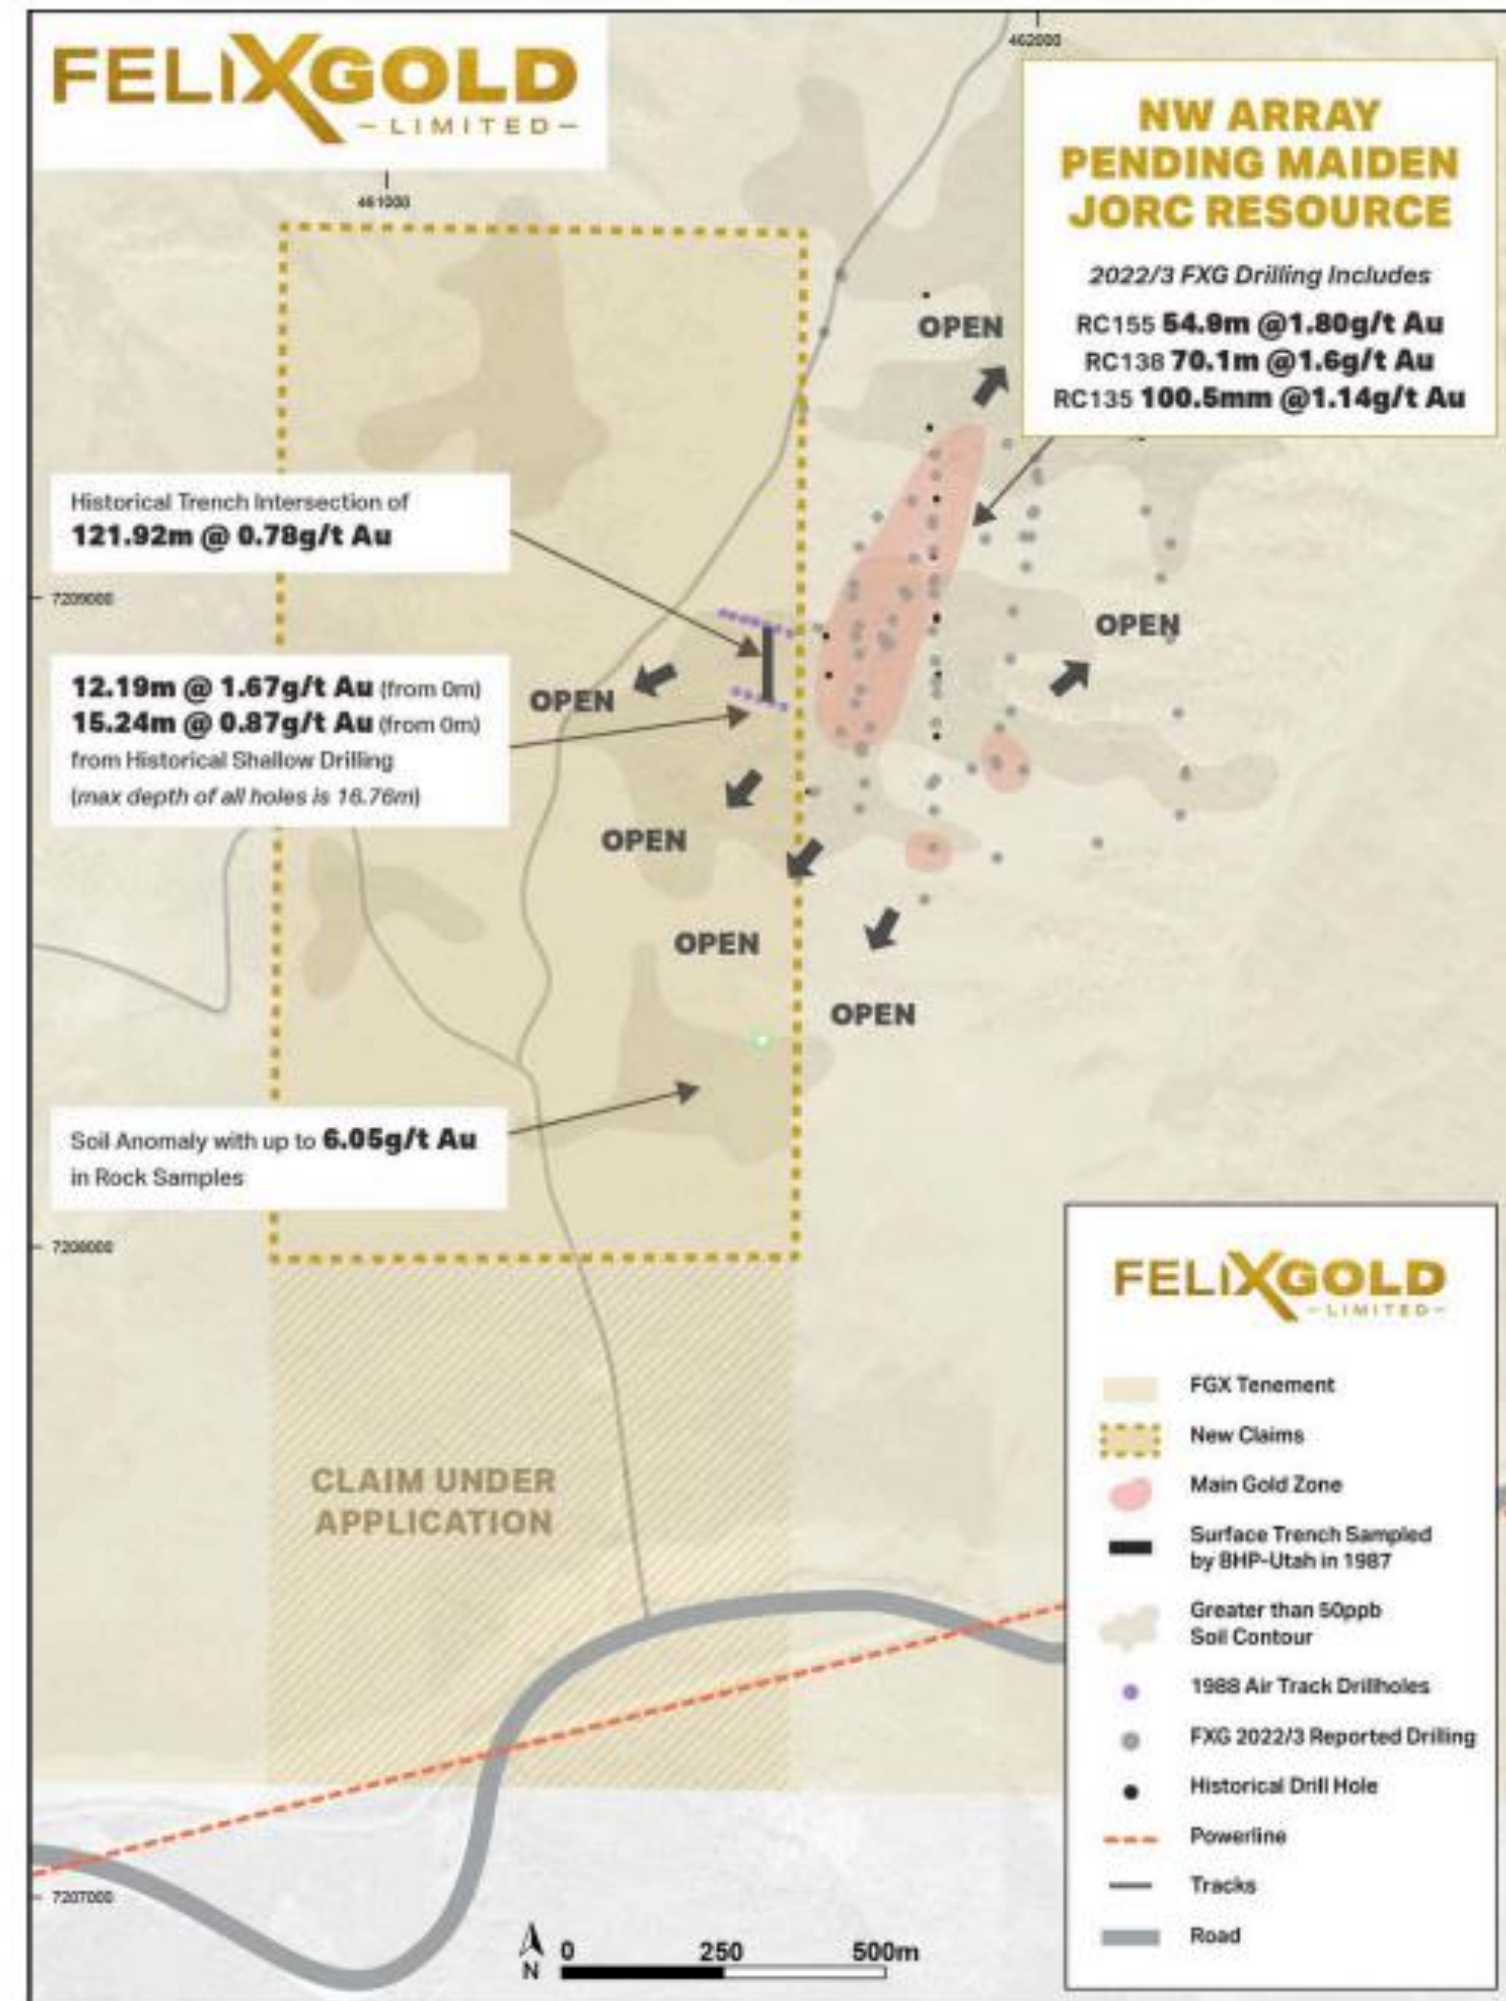 FELIXGOLD
LIMITED
462000
461000
NW ARRAY
PENDING MAIDEN
JORC RESOURCE
2022/3 FXG Drilling Includes
RC155 54.9m @1.80g/t Au
RC138 70.1m @1.6g/t Au
RC135 100.5mm @1.14g/t Au
OPEN
Historical Trench Intersection of
121.92m @ 0.78g/t Au
7209000
OPEN
12.19m @ 1.67g/t Au (from 0m)
15.24m @ 0.87g/t Au (from 0m)
from Historical Shallow Drilling
(max depth of all holes is 16.76m)
OPEN
OPEN
OPEN
OPEN
Soil Anomaly with up to 6.05g/t Au
in Rock Samples
7208000
CLAIM UNDER
APPLICATION
FELIXGOLD
LIMITED
FGX Tenement
New Claims
Main Gold Zone
Surface Trench Sampled
by BHP-Utah in 1987
Greater than 50ppb
Soil Contour
1988 Air Track Drillholes
FXG 2022/3 Reported Drilling
Historical Drill Hole
Powerline
Tracks
Road
7207000
N
0 250 500m